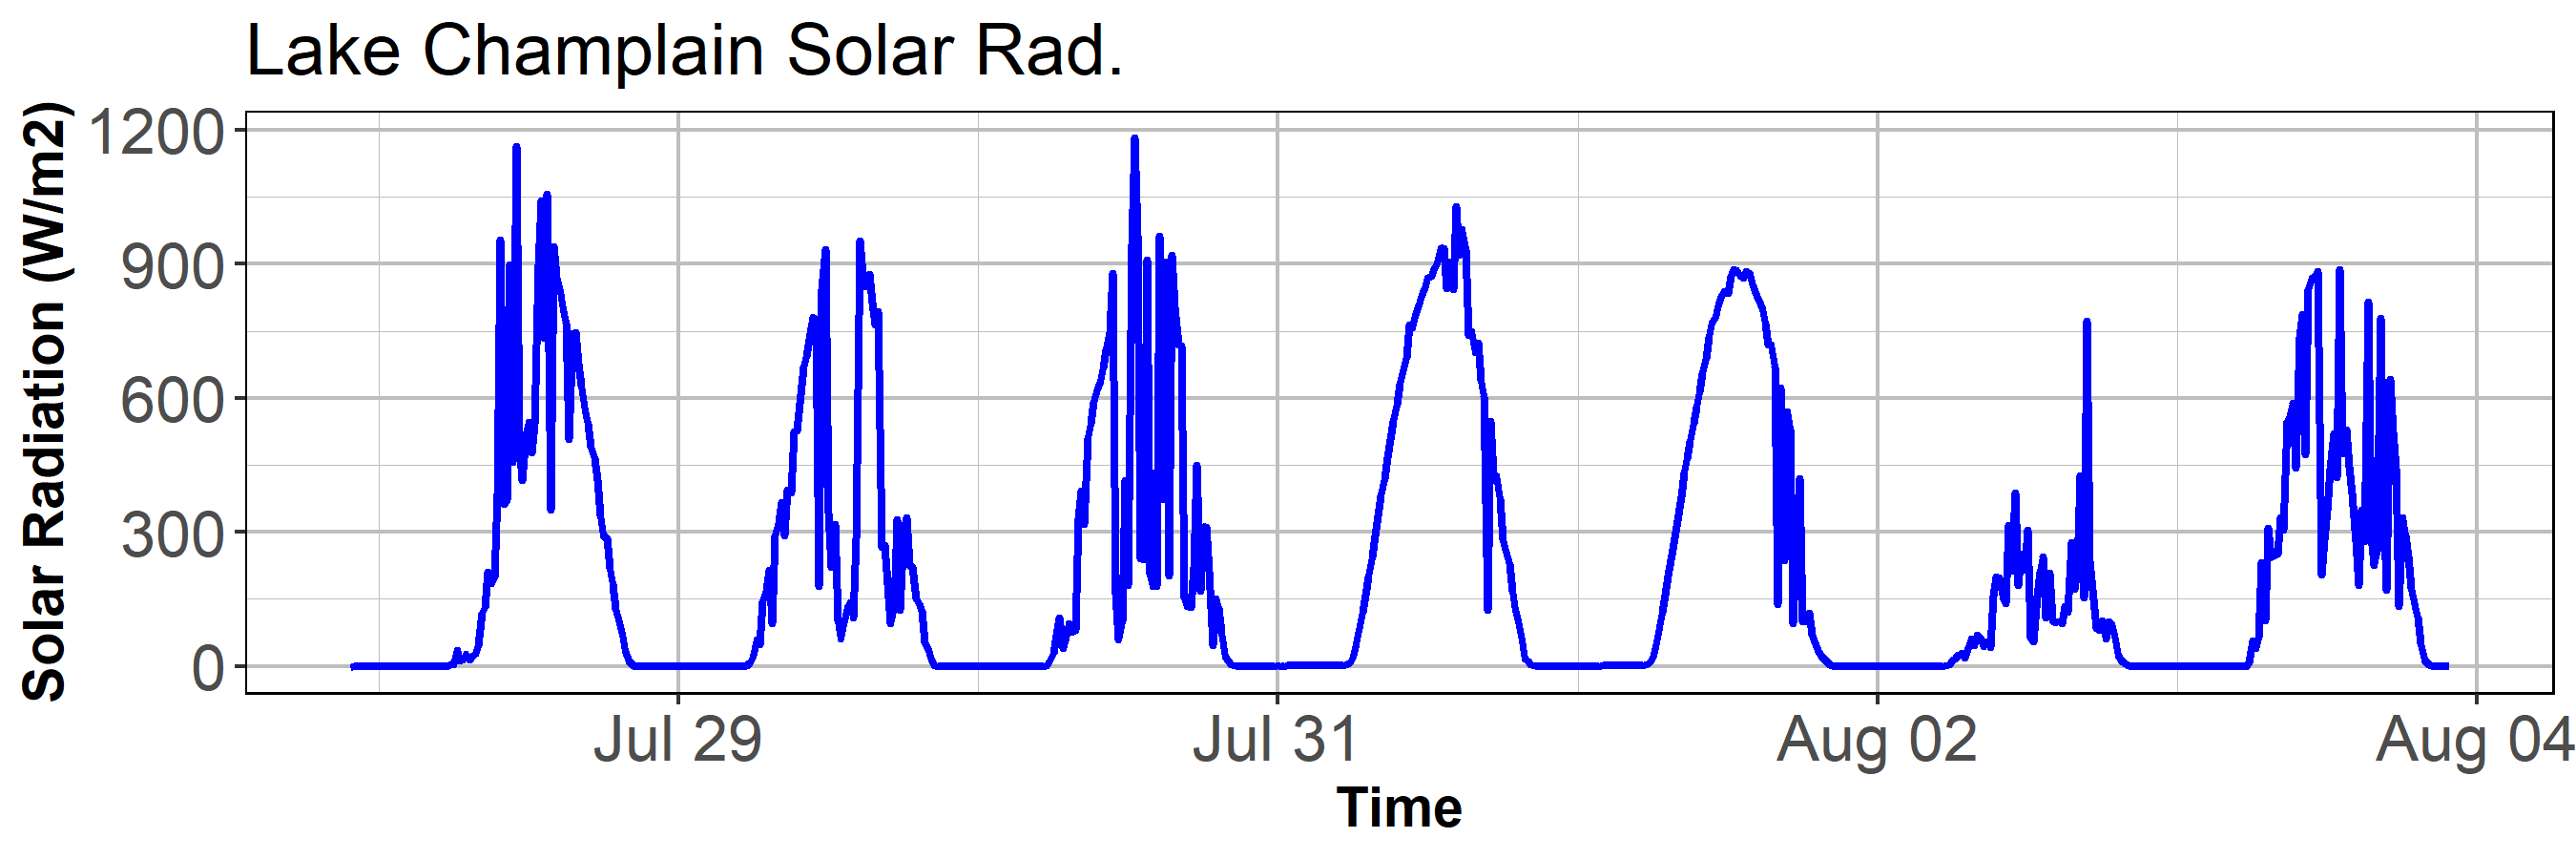 Lake Champlain Solar Rad.
Solar Radiation (W/m2)
1200
900
600
300
0
Jul 29
Jul 31
Aug 02
Aug 04
Time